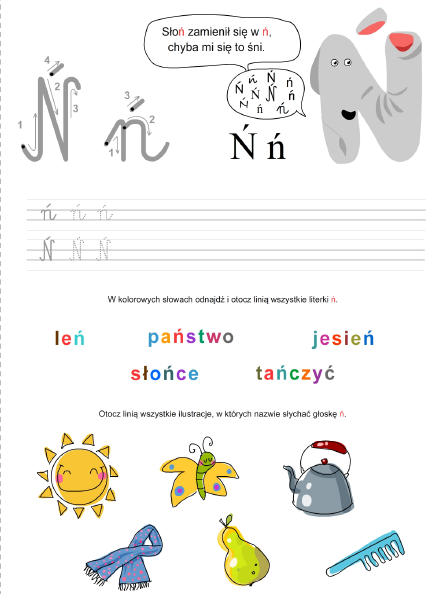 Słoń zamienił się w ń,
chyba mi się to śni.
4
2
3
1
3
2
1
Ń ń
Ń ń
Ń ń
ń ń ń
Ń Ń Ń
W kolorowych słowach odnajdź i otocz linią wszystkie literki ń.
leń państwo jesień
słońce tańczyć
Otocz linią wszystkie ilustracje, w których nazwie słychać głoskę ń.